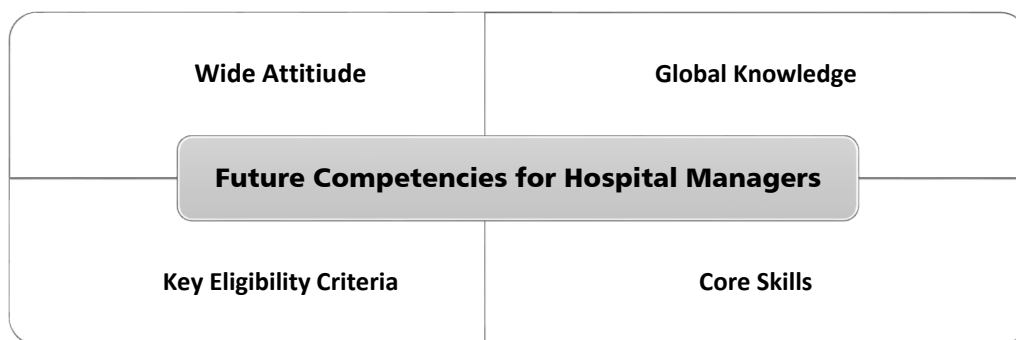 Wide Attitiude
Global Knowledge
Future Competencies for Hospital Managers
Key Eligibility Criteria
Core Skills